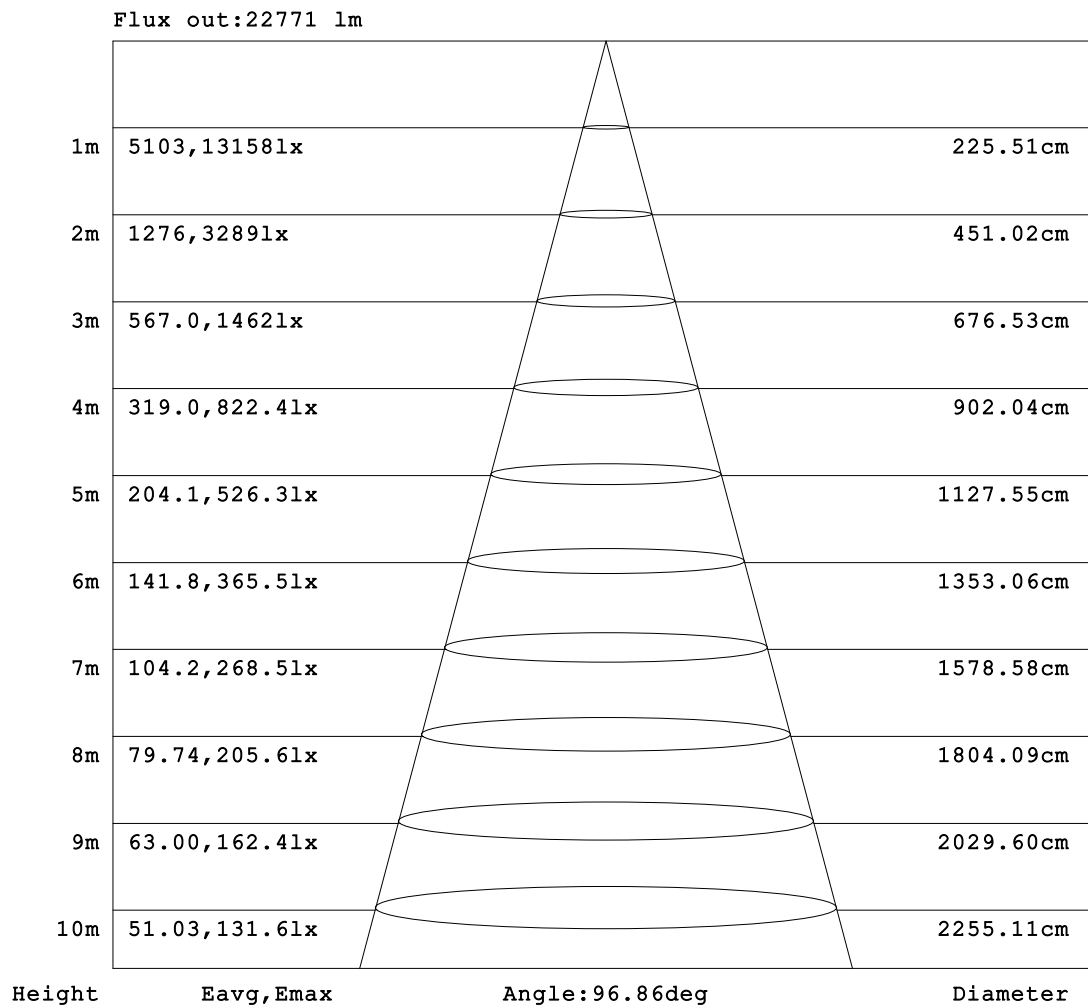 Flux out:22771 lm
1m 5103,13158lx 225.51cm
2m 1276,3289lx 451.02cm
3m 567.0,1462lx 676.53cm
4m 319.0,822.4lx 902.04cm
5m 204.1,526.3lx 1127.55cm
6m 141.8,365.5lx 1353.06cm
7m 104.2,268.5lx 1578.58cm
8m 79.74,205.6lx 1804.09cm
9m 63.00,162.4lx 2029.60cm
10m 51.03,131.6lx 2255.11cm
Height Eavg,Emax Angle:96.86deg Diameter